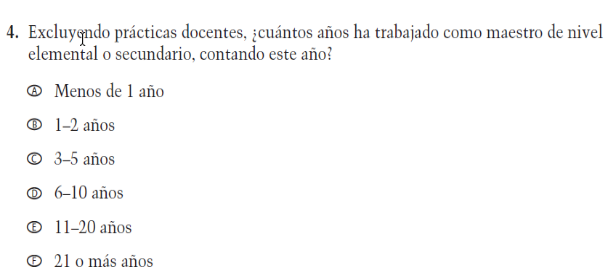 4. Excluyendo prácticas docentes, ¿cuántos años ha trabajado como maestro de nivel
elemental o secundario, contando este año?
A Menos de 1 año
B 1–2 años
C 3–5 años
D 6–10 años
E 11–20 años
F 21 o más años